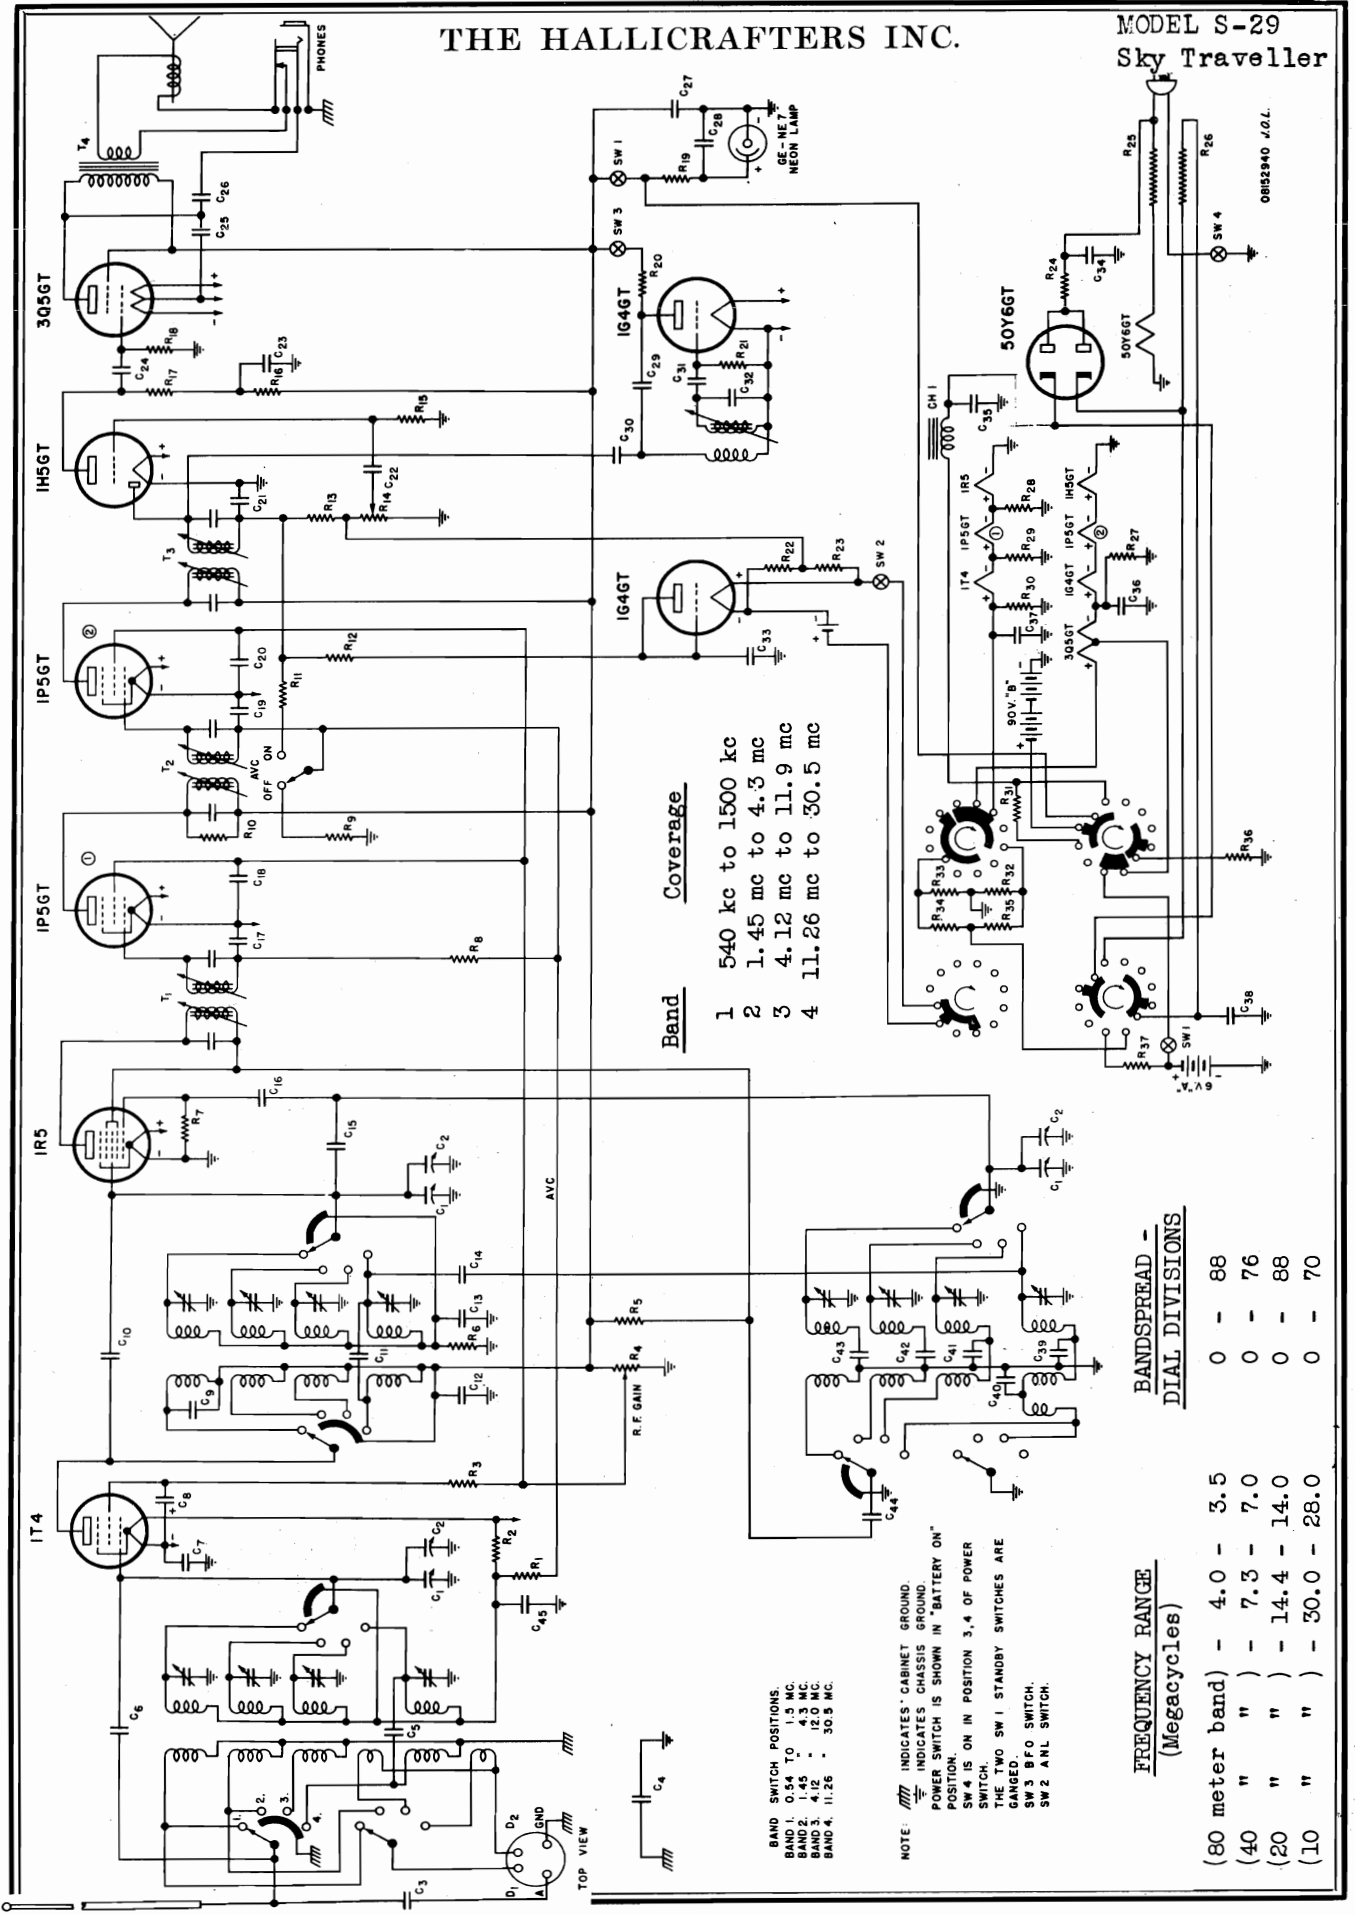 THE HALLICRAFTERS INC.
MODEL S-29
Sky Traveller
PHONES
T4
C26
C25
3Q5GT
+
-
R18
C24
R17
C23
R16
1H5GT
+
-
R15
C22
R14
R13
C21
T3
1P5GT
②
+
-
C20
C19
R12
R11
T2
AVC
ON
OFF
R10
R9
1P5GT
①
+
-
C18
C17
R8
T1
1R5
+
-
R7
C16
C15
C2
C1
AVC
C14
C13
R6
C10
C11
C12
C9
R5
R4
R.F. GAIN
R3
1T4
+
-
C8
C7
C2
C1
R2
R1
C45
C6
C5
1.
2.
3.
4.
C3
D1
D2
A
GND
TOP VIEW
C4
C27
C28
SW 1
R19
+
-
GE-NE7
NEON LAMP
SW 3
R20
1G4GT
+
-
C29
C31
R21
C32
C30
1G4GT
+
-
R22
R23
SW 2
C33
+
-
R25
R26
08152940 J.O.L.
SW 4
R24
C34
50Y6GT
50Y6GT
CH 1
C35
1R5
R28
1P5GT
①
R29
1T4
R30
C37
1H5GT
1P5GT
②
1G4GT
R27
C36
3Q5GT
90V. "B"
+
-
R31
R33
R32
R34
R35
R36
C38
R37
SW1
6V. "A"
+
-
Band
Coverage
1 540 kc to 1500 kc
2 1.45 mc to 4.3 mc
3 4.12 mc to 11.9 mc
4 11.26 mc to 30.5 mc
C1
C2
C43
C42
C41
C39
C40
C44
BAND SWITCH POSITIONS.
BAND 1. 0.54 TO 1.5 MC.
BAND 2. 1.45 " 4.3 MC.
BAND 3. 4.12 " 12.0 MC.
BAND 4. 11.26 " 30.5 MC.
NOTE: INDICATES CABINET GROUND.
INDICATES CHASSIS GROUND.
POWER SWITCH IS SHOWN IN "BATTERY ON"
POSITION.
SW 4 IS ON IN POSITION 3,4 OF POWER
SWITCH.
THE TWO SW 1 STANDBY SWITCHES ARE
GANGED.
SW 3 BFO SWITCH.
SW 2 ANL SWITCH.
FREQUENCY RANGE
(Megacycles)
BANDSPREAD -
DIAL DIVISIONS
(80 meter band) - 4.0 - 3.5 0 - 88
(40 " " ) - 7.3 - 7.0 0 - 76
(20 " " ) - 14.4 - 14.0 0 - 88
(10 " " ) - 30.0 - 28.0 0 - 70